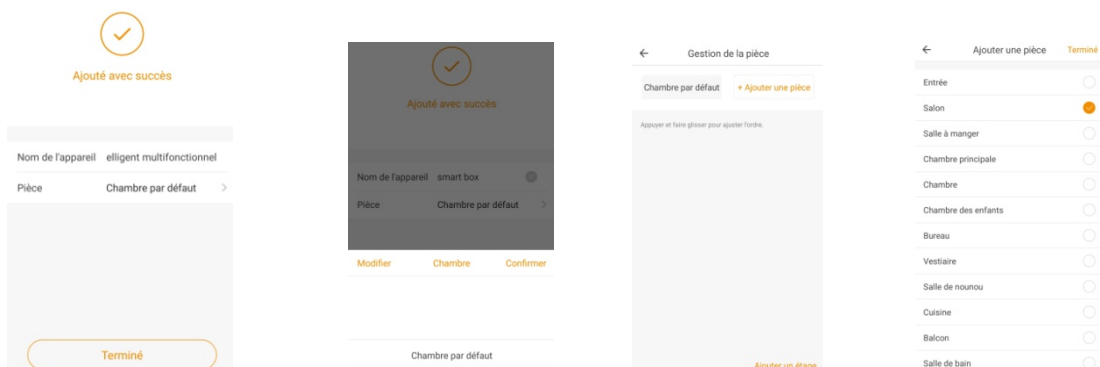 Ajouté avec succès
Nom de l'appareil elligent multifonctionnel
Pièce Chambre par défaut
Terminé
Ajouté avec succès
Nom de l'appareil smart box
Pièce Chambre par défaut
Modifier Chambre Confirmer
Chambre par défaut
Gestion de la pièce
Chambre par défaut + Ajouter une pièce
Appuyer et faire glisser pour ajuster l'ordre.
Ajouter un étage
Ajouter une pièce Terminé
Entrée
Salon
Salle à manger
Chambre principale
Chambre
Chambre des enfants
Bureau
Vestiaire
Salle de nounou
Cuisine
Balcon
Salle de bain